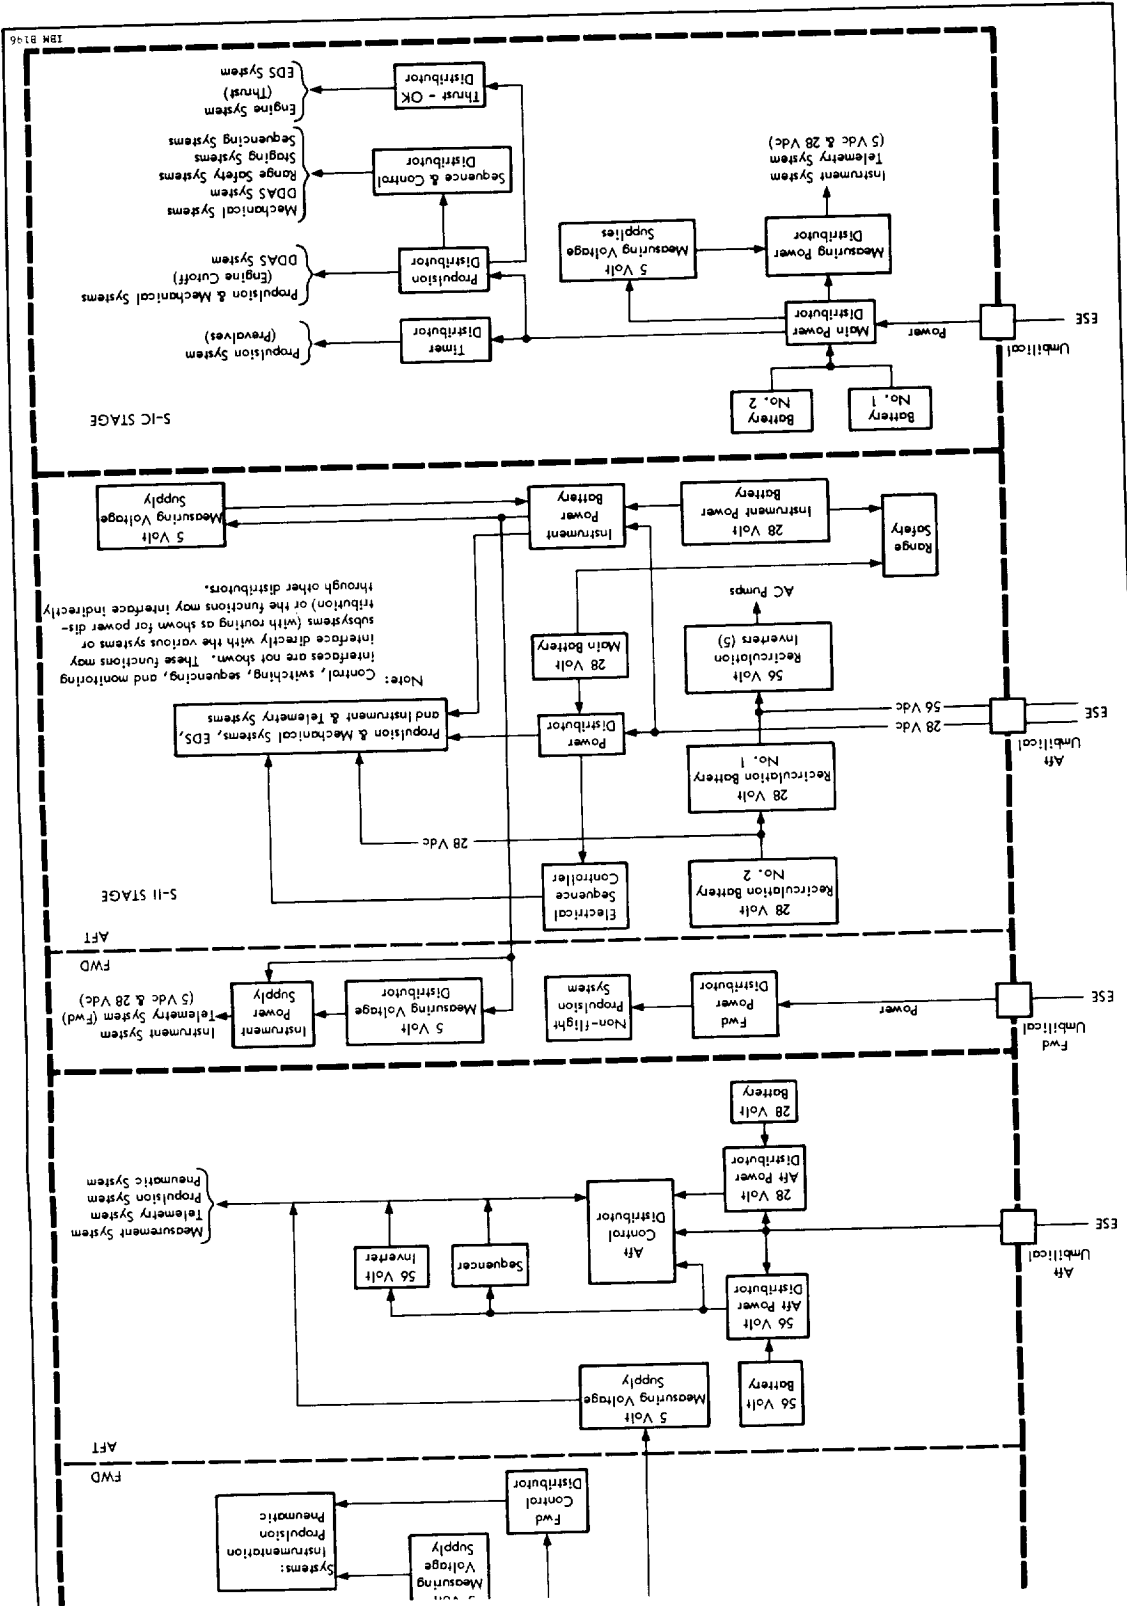 Measuring
Voltage
Supply
Systems:
Instrumentation
Propulsion
Pneumatic
Fwd
Control
Distributor
FWD
AFT
56 Volt
Battery
5 Volt
Measuring Voltage
Supply
56 Volt
Aft Power
Distributor
Sequencer
56 Volt
Inverter
Aft
Umbilical
ESE
Aft
Control
Distributor
Measurement System
Telemetry System
Propulsion System
Pneumatic System
28 Volt
Aft Power
Distributor
28 Volt
Battery
Fwd
Umbilical
ESE
Power
Fwd
Power
Distributor
Non-flight
Propulsion
System
5 Volt
Measuring Voltage
Distributor
Instrument
Power
Supply
Instrument System
Telemetry System (Fwd)
(5 Vdc & 28 Vdc)
FWD
AFT
S-II STAGE
28 Volt
Recirculation Battery
No. 2
Electrical
Sequence
Controller
28 Vdc
28 Volt
Recirculation Battery
No. 1
Aft
Umbilical
ESE
28 Vdc
56 Vdc
Power
Distributor
Propulsion & Mechanical Systems, EDS,
and Instrument & Telemetry Systems
56 Volt
Recirculation
Inverters (5)
AC Pumps
28 Volt
Main Battery
Note: Control, switching, sequencing, and monitoring
interfaces are not shown. These functions may
interface directly with the various systems or
subsystems (with routing as shown for power dis-
tribution) or the functions may interface indirectly
through other distributors.
Range
Safety
28 Volt
Instrument Power
Battery
Instrument
Power
Battery
5 Volt
Measuring Voltage
Supply
S-IC STAGE
Battery
No. 1
Battery
No. 2
Umbilical
ESE
Power
Main Power
Distributor
Timer
Distributor
Propulsion System
(Prevalves)
5 Volt
Measuring Voltage
Supplies
Propulsion
Distributor
Propulsion & Mechanical Systems
(Engine Cutoff)
DDAS System
Measuring Power
Distributor
Instrument System
Telemetry System
(5 Vdc & 28 Vdc)
Sequence & Control
Distributor
Mechanical Systems
DDAS System
Range Safety Systems
Staging Systems
Sequencing Systems
Thrust - OK
Distributor
Engine System
(Thrust)
EDS System
IBM B196